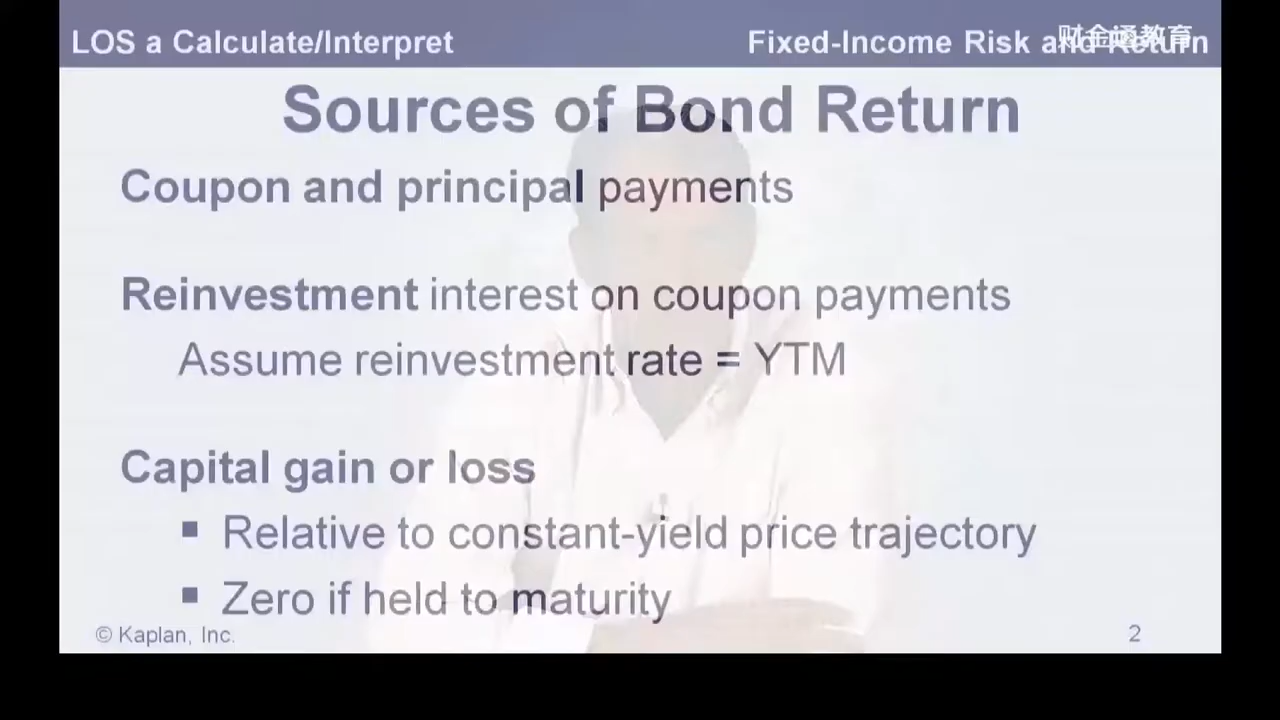 LOS a Calculate/Interpret
Fixed-Income Risk and Return
财金通教育
Sources of Bond Return
Coupon and principal payments
Reinvestment interest on coupon payments
Assume reinvestment rate = YTM
Capital gain or loss
▪ Relative to constant-yield price trajectory
▪ Zero if held to maturity
© Kaplan, Inc.
2